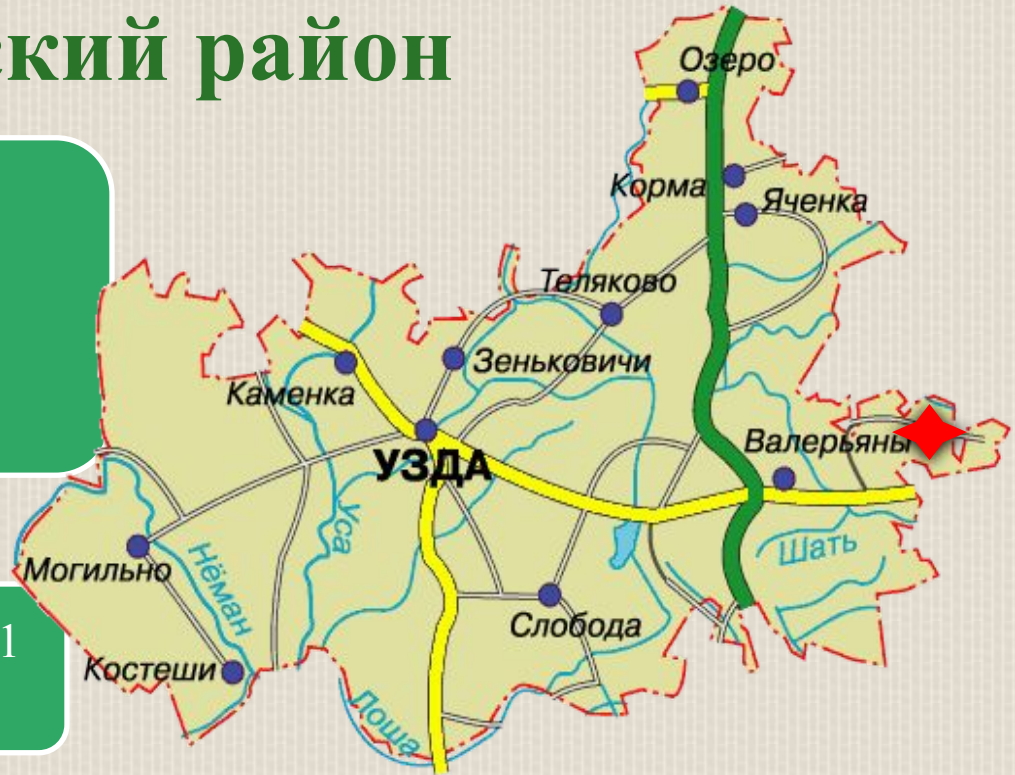 ский район
Озеро
Корма
Яченка
Теляково
Зеньковичи
Каменка
Валерьяны
УЗДА
Уса
Шать
Нёман
Могильно
Слобода
1
Костеши
Лоша